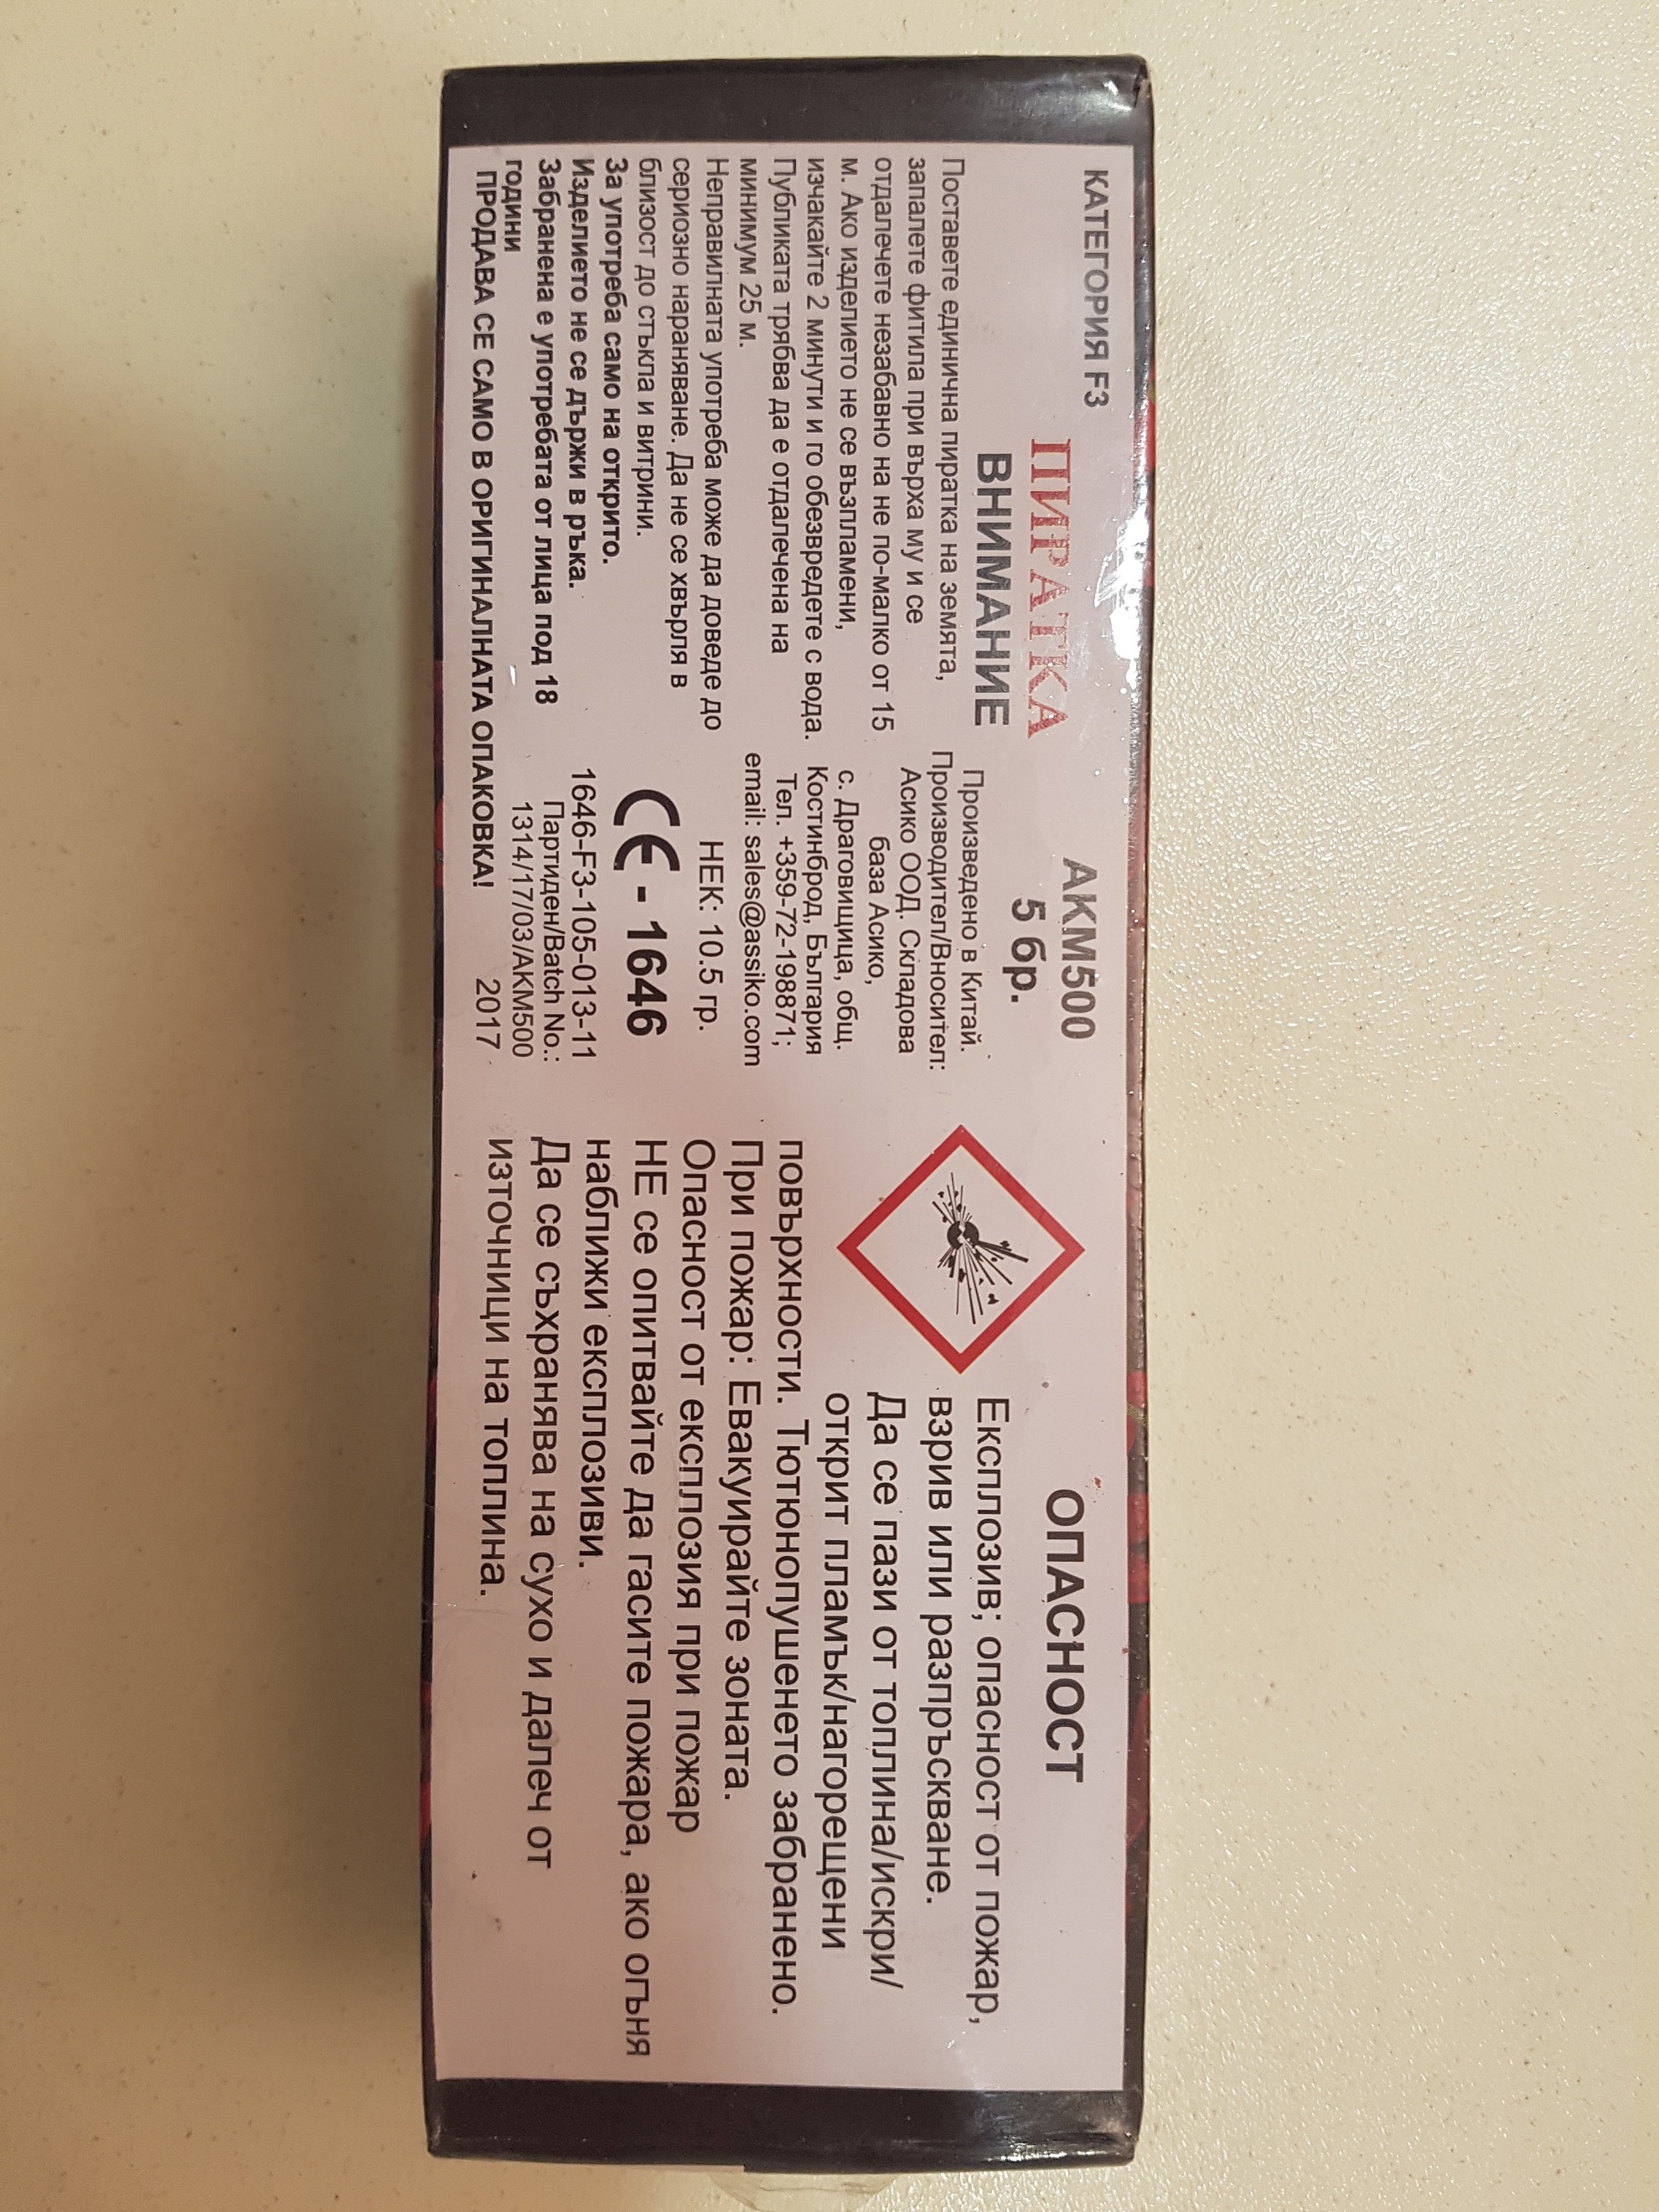 КАТЕГОРИЯ F3
ПИРАТКА
ВНИМАНИЕ
Поставете единична пиратка на земята,
запалете фитила при върха му и се
отдалечете незабавно на не по-малко от 15
м. Ако изделието не се възпламени,
изчакайте 2 минути и го обезвредете с вода.
Публиката трябва да е отдалечена на
минимум 25 м.
Неправилната употреба може да доведе до
сериозно нараняване. Да не се хвърля в
близост до стъкла и витрини.
За употреба само на открито.
Изделието не се държи в ръка.
Забранена е употребата от лица под 18
години
ПРОДАВА СЕ САМО В ОРИГИНАЛНАТА ОПАКОВКА!
AKM500
5 бр.
Произведено в Китай.
Производител/Вносител:
Асико ООД. Складова
база Асико,
с. Драговищица, общ.
Костинброд, България
Тел. +359-72-198871;
email: sales@assiko.com
НЕК: 10.5 гр.
CE - 1646
1646-F3-105-013-11
Партиден/Batch No.:
1314/17/03/AKM500
2017
ОПАСНОСТ
Експлозив; опасност от пожар,
взрив или разпръскване.
Да се пази от топлина/искри/
открит пламък/нагорещени
повърхности. Тютюнопушенето забранено.
При пожар: Евакуирайте зоната.
Опасност от експлозия при пожар
НЕ се опитвайте да гасите пожара, ако огъня
наближи експлозиви.
Да се съхранява на сухо и далеч от
източници на топлина.